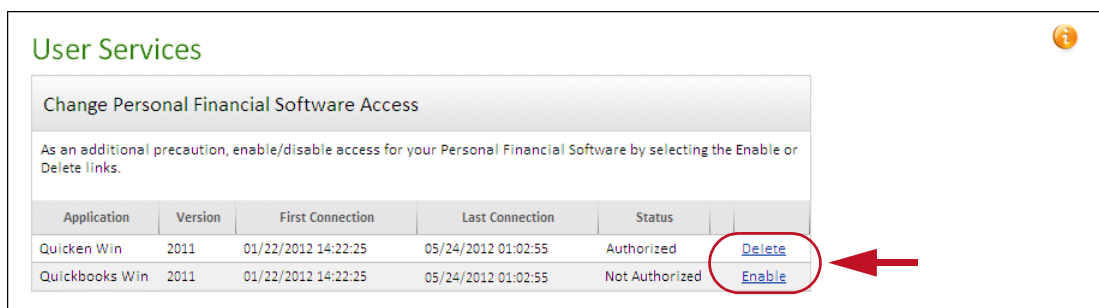 User Services
Change Personal Financial Software Access
As an additional precaution, enable/disable access for your Personal Financial Software by selecting the Enable or
Delete links.
Application Version First Connection Last Connection Status
Quicken Win 2011 01/22/2012 14:22:25 05/24/2012 01:02:55 Authorized Delete
Quickbooks Win 2011 01/22/2012 14:22:25 05/24/2012 01:02:55 Not Authorized Enable